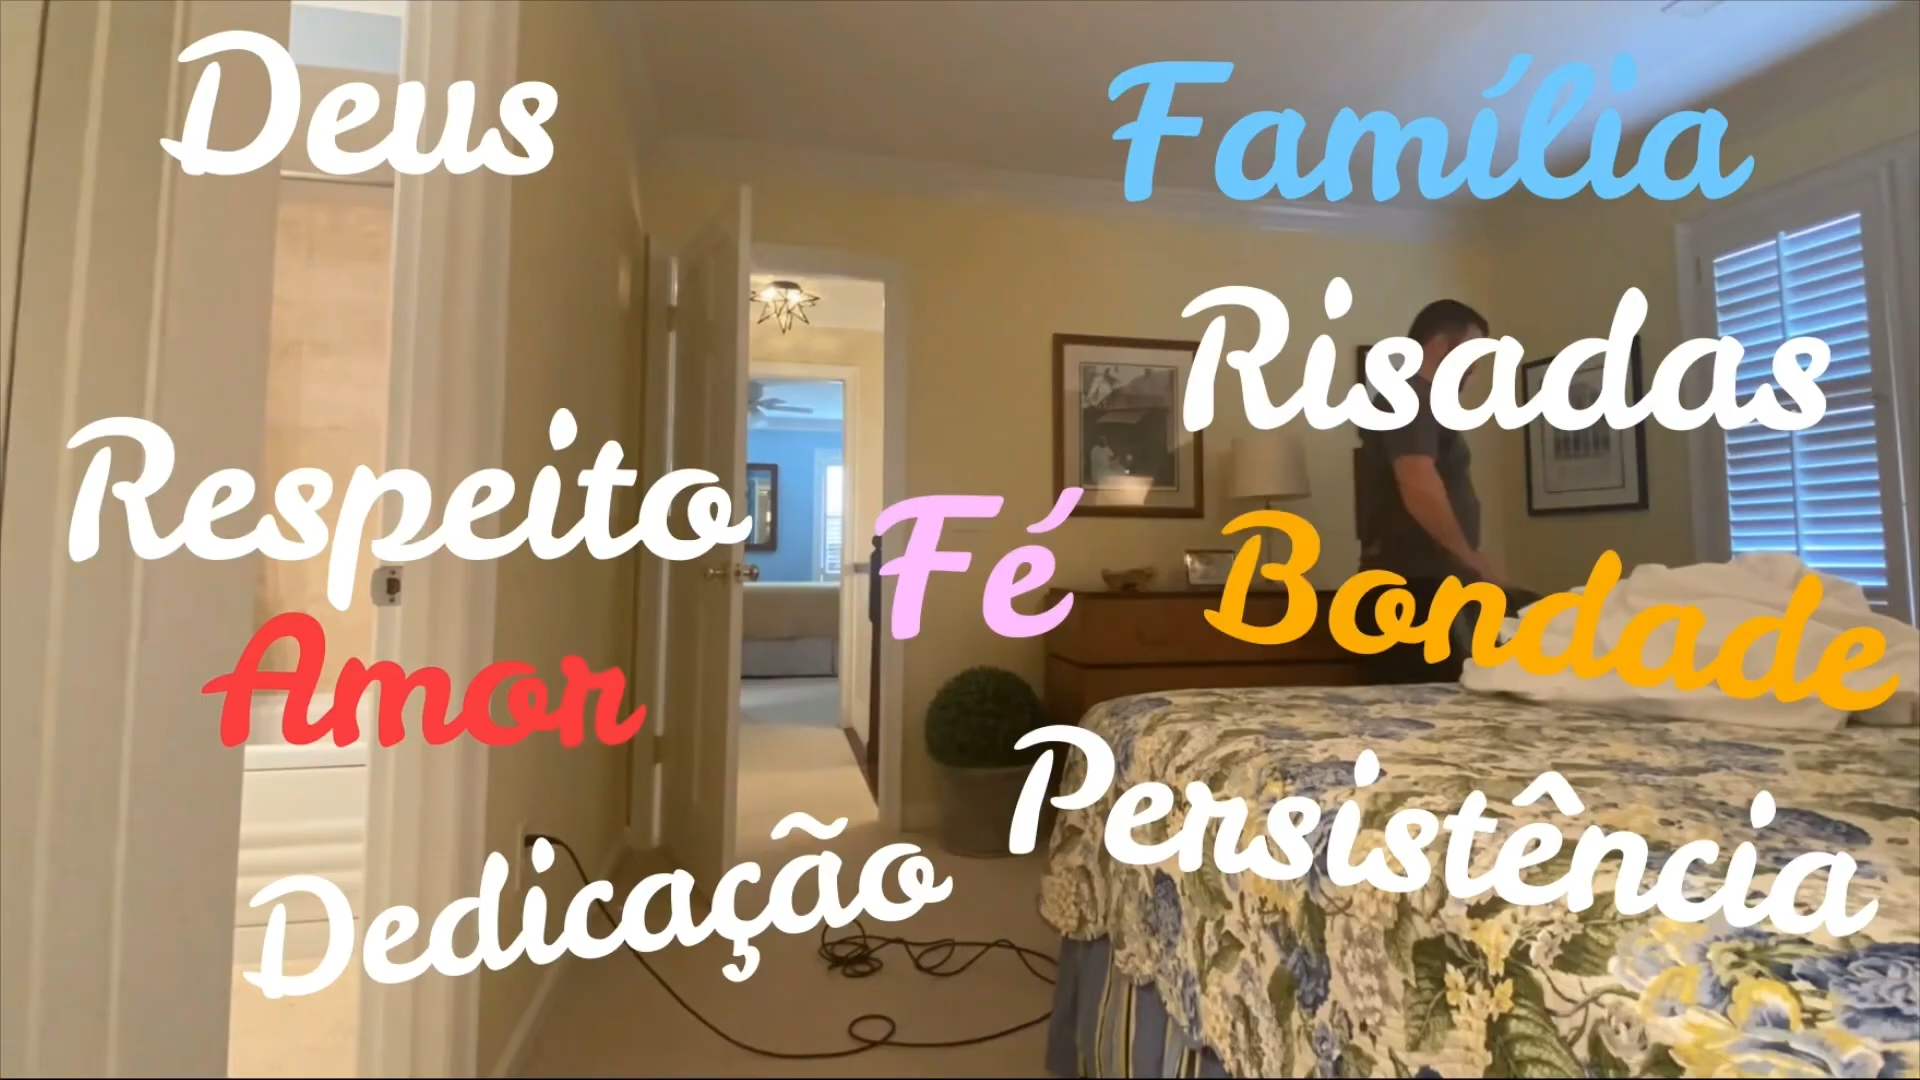 Deus
Família
Risadas
Respeito
Fé
Bondade
Amor
Persistência
Dedicação